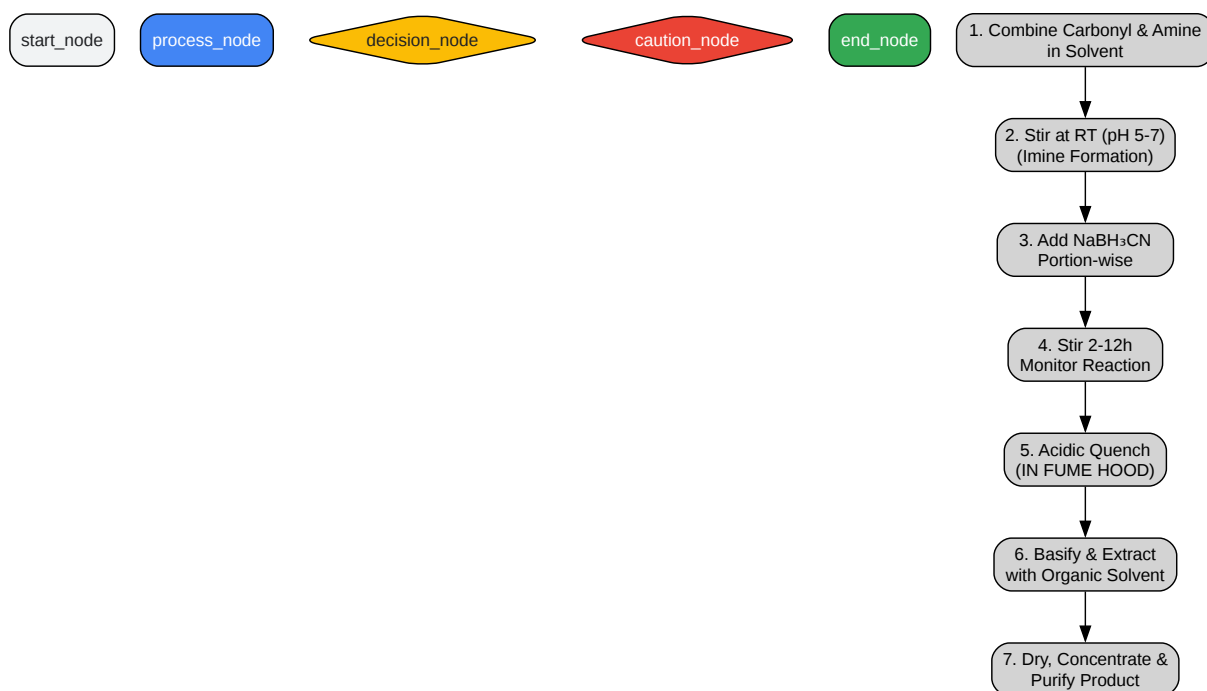 start_node
process_node
decision_node
caution_node
end_node
1. Combine Carbonyl & Amine
in Solvent
2. Stir at RT (pH 5-7)
(Imine Formation)
3. Add NaBH₃CN
Portion-wise
4. Stir 2-12h
Monitor Reaction
5. Acidic Quench
(IN FUME HOOD)
6. Basify & Extract
with Organic Solvent
7. Dry, Concentrate &
Purify Product